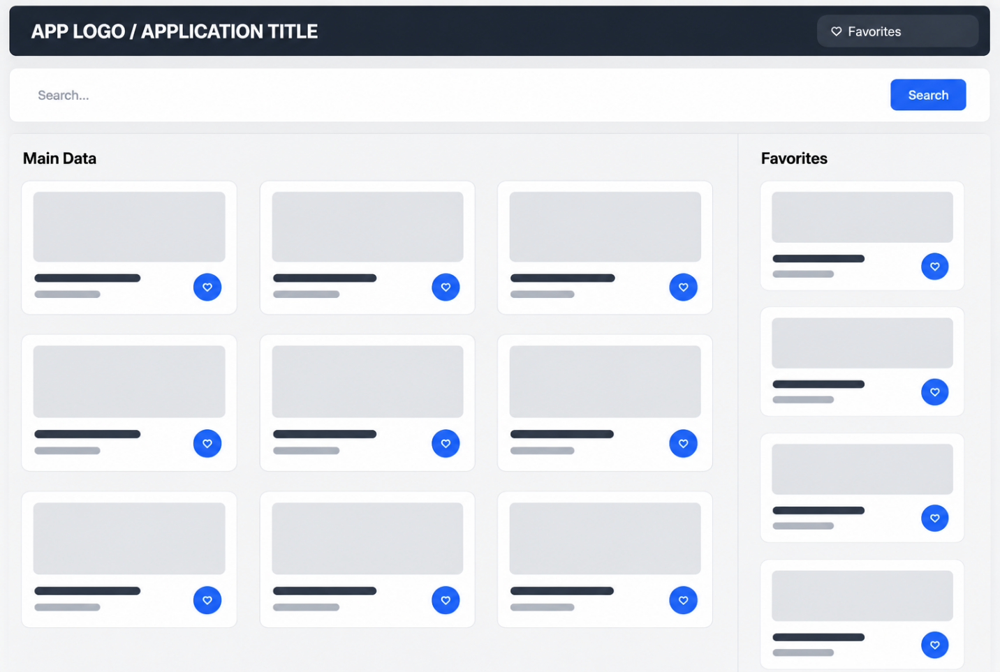 APP LOGO / APPLICATION TITLE
Favorites
Search...
Search
Main Data
Favorites